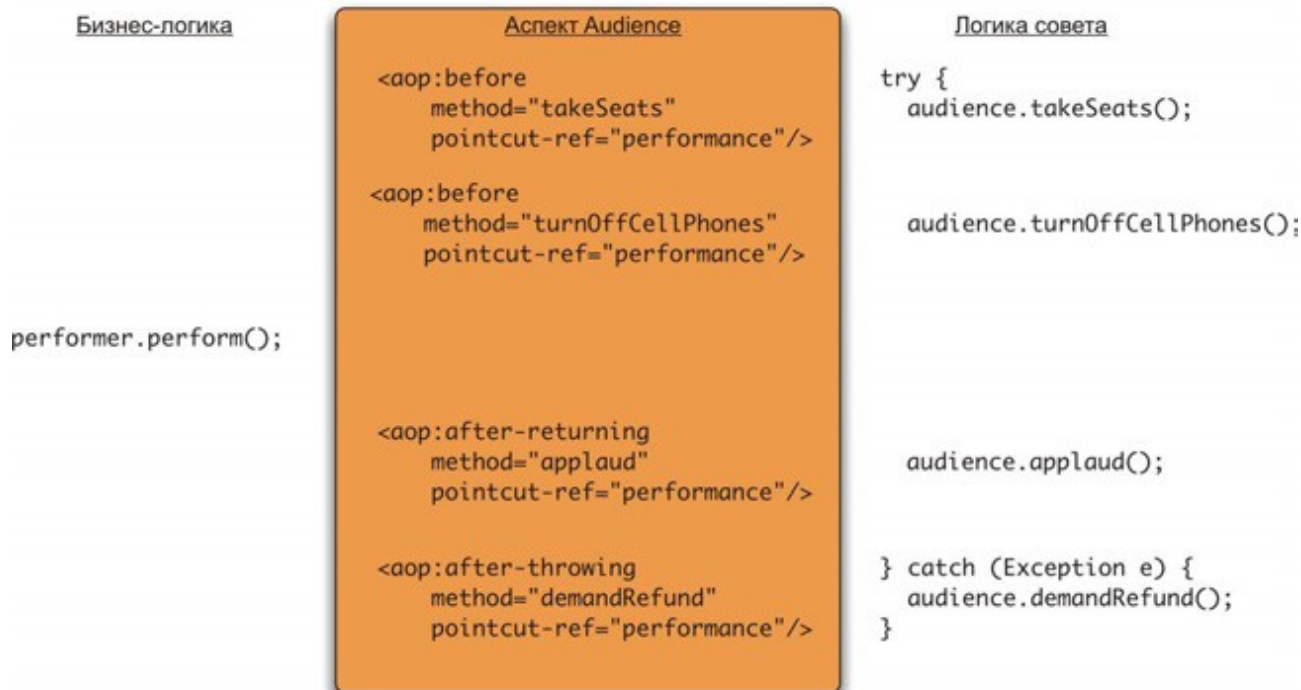 Бизнес-логика
Аспект Audience
Логика совета
<aop:before
method="takeSeats"
pointcut-ref="performance"/>
try {
audience.takeSeats();
<aop:before
method="turnOffCellPhones"
pointcut-ref="performance"/>
audience.turnOffCellPhones();
performer.perform();
<aop:after-returning
method="applaud"
pointcut-ref="performance"/>
audience.applaud();
<aop:after-throwing
method="demandRefund"
pointcut-ref="performance"/>
} catch (Exception e) {
audience.demandRefund();
}